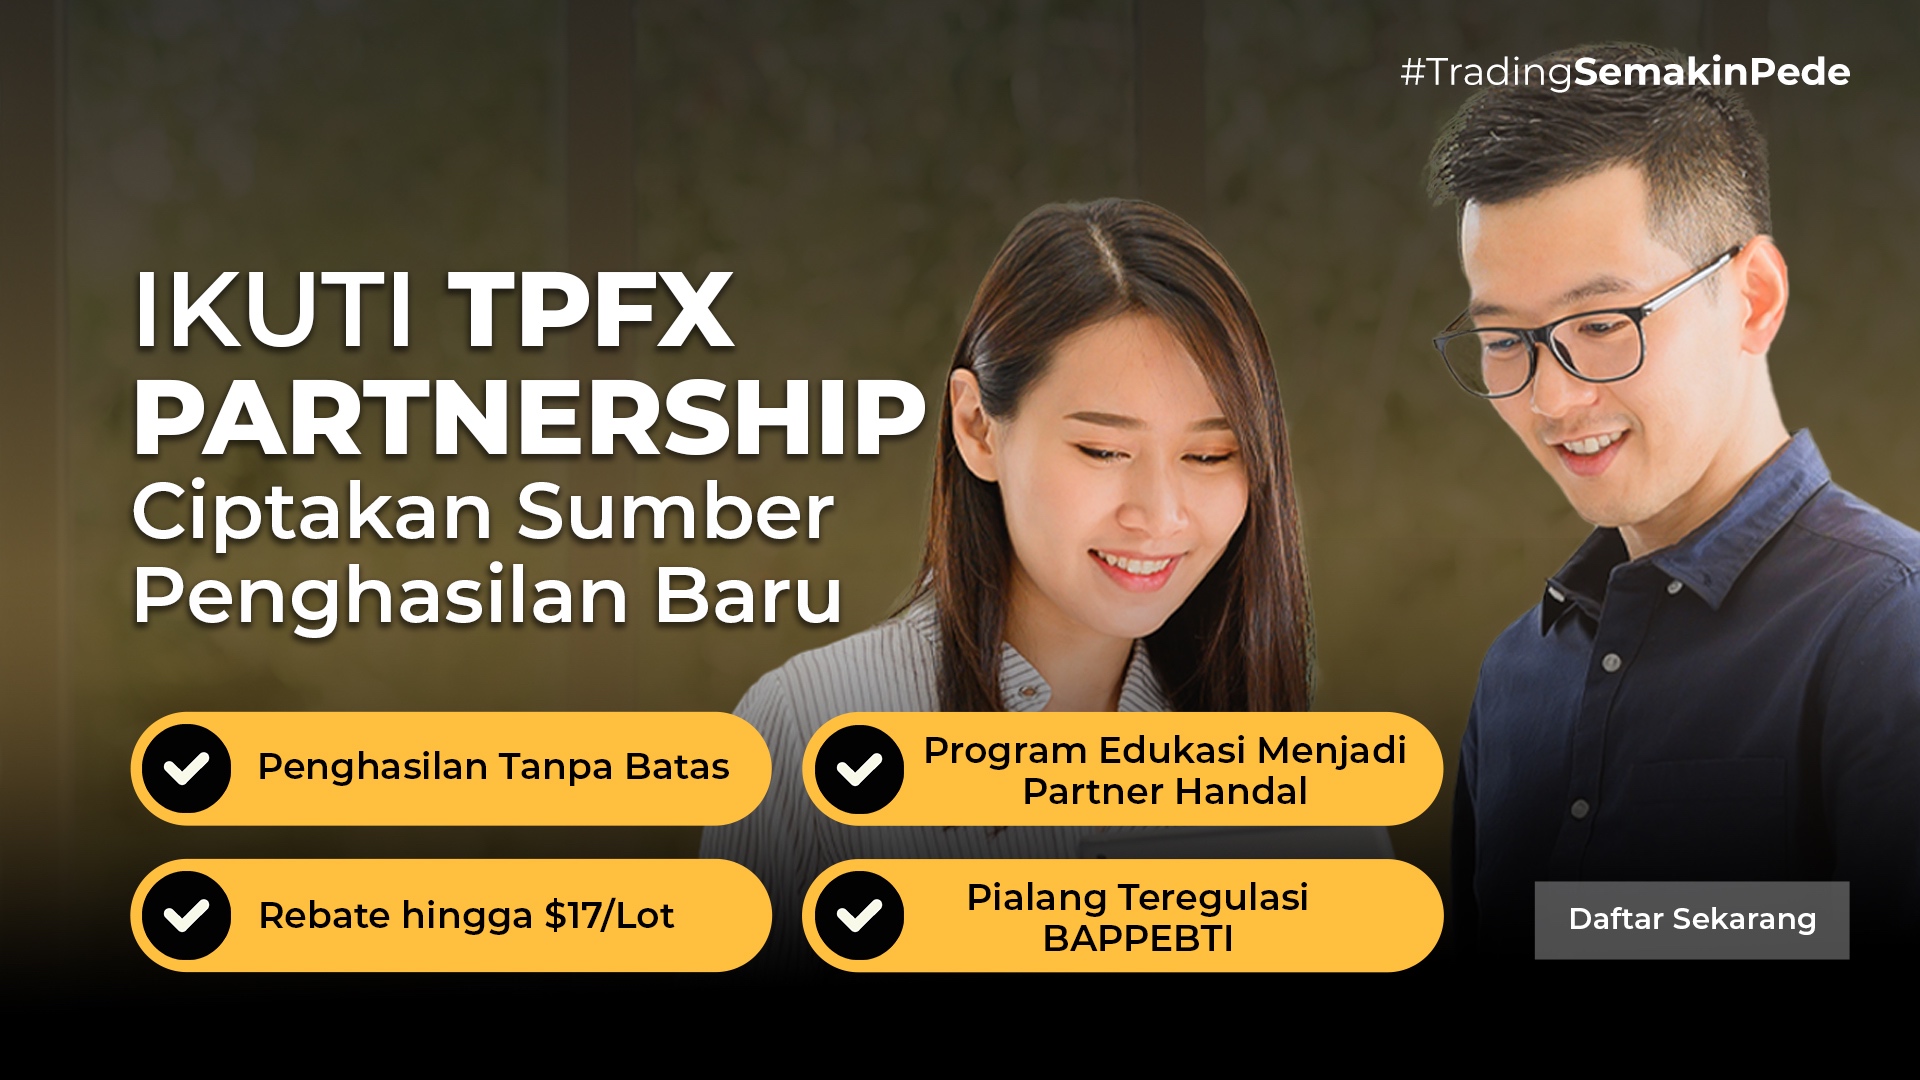 #TradingSemakinPede
IKUTI TPFX
PARTNERSHIP
Ciptakan Sumber
Penghasilan Baru
Penghasilan Tanpa Batas
Program Edukasi Menjadi
Partner Handal
Rebate hingga $17/Lot
Pialang Teregulasi
BAPPEBTI
Daftar Sekarang